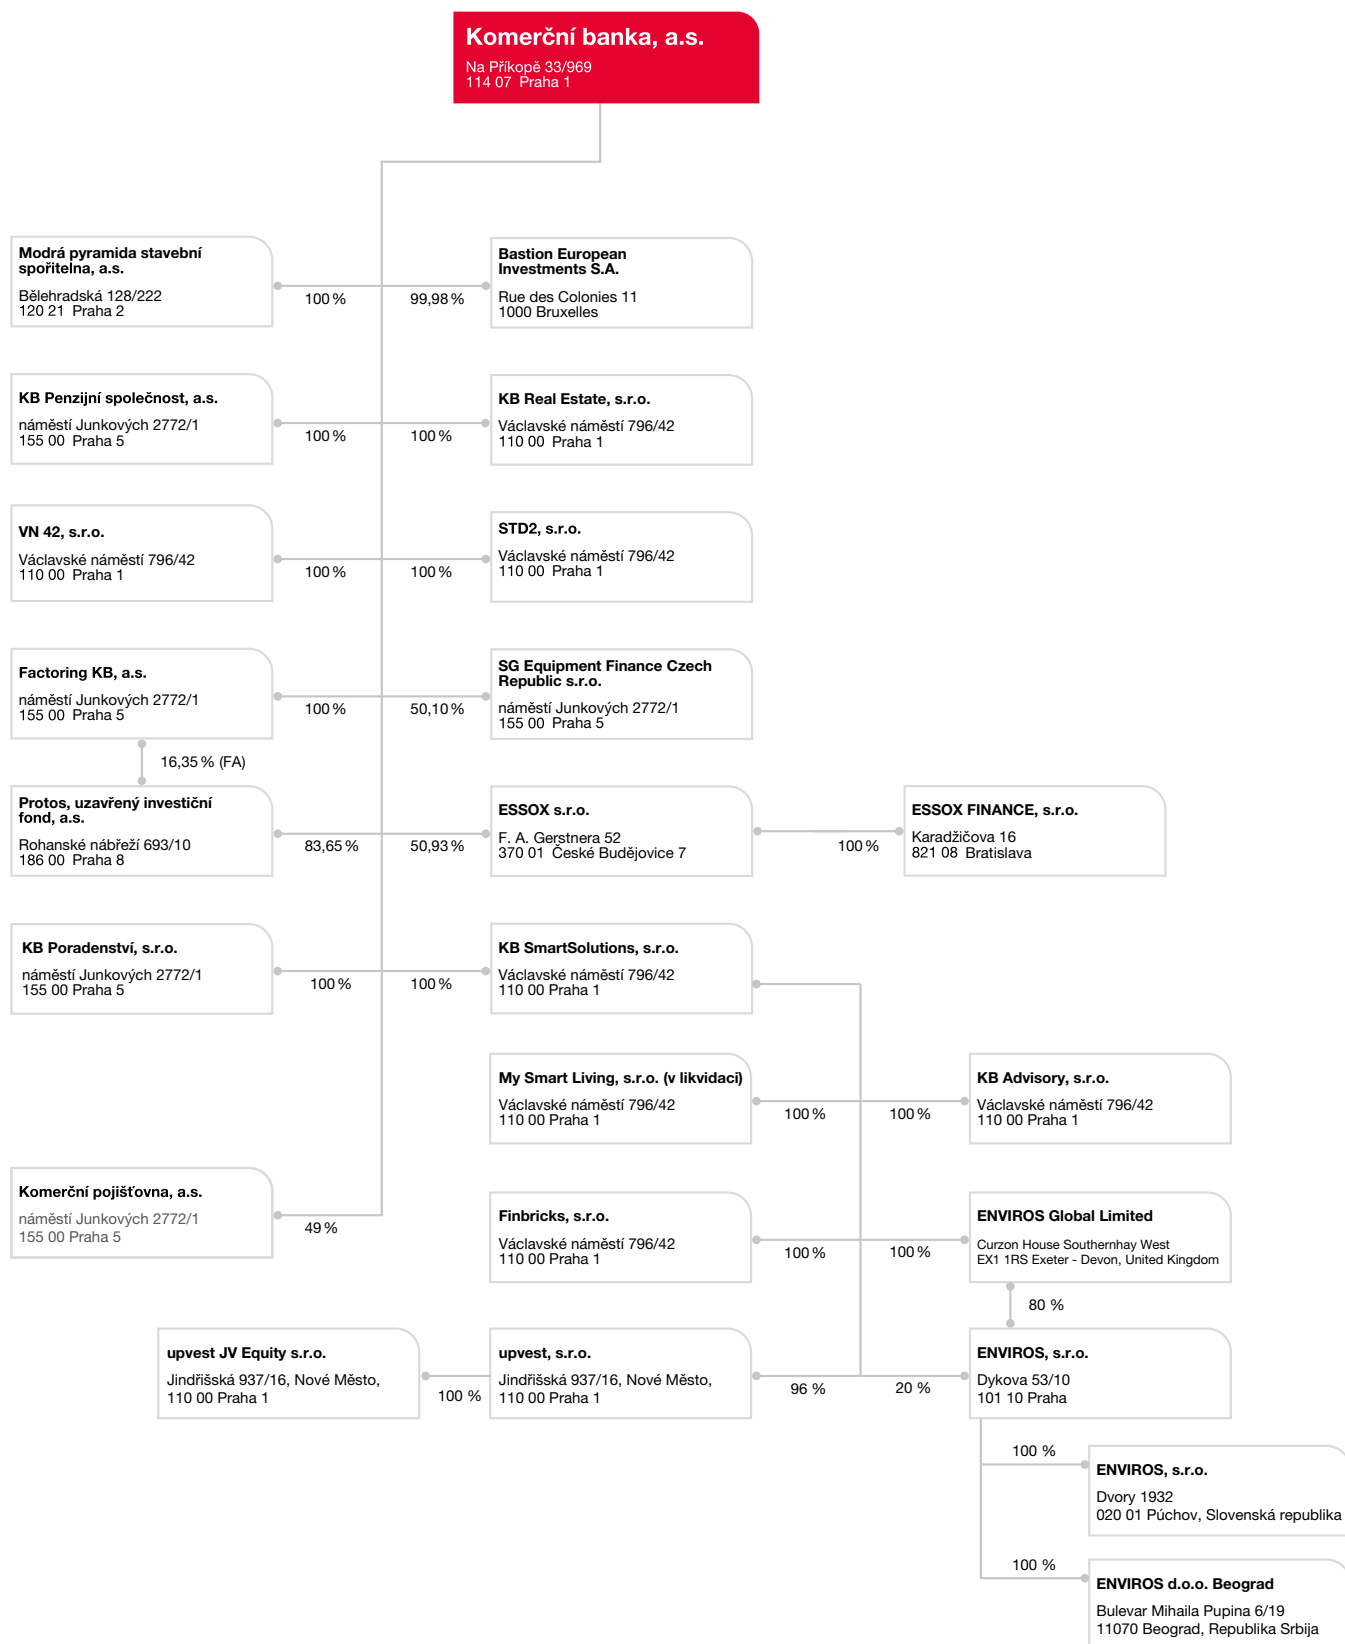 Komerční banka, a.s.
Na Příkopě 33/969
114 07 Praha 1
Modrá pyramida stavební
spořitelna, a.s.
Bělehradská 128/222
120 21 Praha 2
100 %
99,98 %
Bastion European
Investments S.A.
Rue des Colonies 11
1000 Bruxelles
KB Penzijní společnost, a.s.
náměstí Junkových 2772/1
155 00 Praha 5
100 %
100 %
KB Real Estate, s.r.o.
Václavské náměstí 796/42
110 00 Praha 1
VN 42, s.r.o.
Václavské náměstí 796/42
110 00 Praha 1
100 %
100 %
STD2, s.r.o.
Václavské náměstí 796/42
110 00 Praha 1
Factoring KB, a.s.
náměstí Junkových 2772/1
155 00 Praha 5
100 %
50,10 %
SG Equipment Finance Czech
Republic s.r.o.
náměstí Junkových 2772/1
155 00 Praha 5
16,35 % (FA)
Protos, uzavřený investiční
fond, a.s.
Rohanské nábřeží 693/10
186 00 Praha 8
83,65 %
50,93 %
ESSOX s.r.o.
F. A. Gerstnera 52
370 01 České Budějovice 7
100 %
ESSOX FINANCE, s.r.o.
Karadžičova 16
821 08 Bratislava
KB Poradenství, s.r.o.
náměstí Junkových 2772/1
155 00 Praha 5
100 %
100 %
KB SmartSolutions, s.r.o.
Václavské náměstí 796/42
110 00 Praha 1
My Smart Living, s.r.o. (v likvidaci)
Václavské náměstí 796/42
110 00 Praha 1
100 %
100 %
KB Advisory, s.r.o.
Václavské náměstí 796/42
110 00 Praha 1
Komerční pojišťovna, a.s.
náměstí Junkových 2772/1
155 00 Praha 5
49 %
Finbricks, s.r.o.
Václavské náměstí 796/42
110 00 Praha 1
100 %
100 %
ENVIROS Global Limited
Curzon House Southernhay West
EX1 1RS Exeter - Devon, United Kingdom
80 %
upvest JV Equity s.r.o.
Jindřišská 937/16, Nové Město,
110 00 Praha 1
100 %
upvest, s.r.o.
Jindřišská 937/16, Nové Město,
110 00 Praha 1
96 %
20 %
ENVIROS, s.r.o.
Dykova 53/10
101 10 Praha
100 %
ENVIROS, s.r.o.
Dvory 1932
020 01 Púchov, Slovenská republika
100 %
ENVIROS d.o.o. Beograd
Bulevar Mihaila Pupina 6/19
11070 Beograd, Republika Srbija